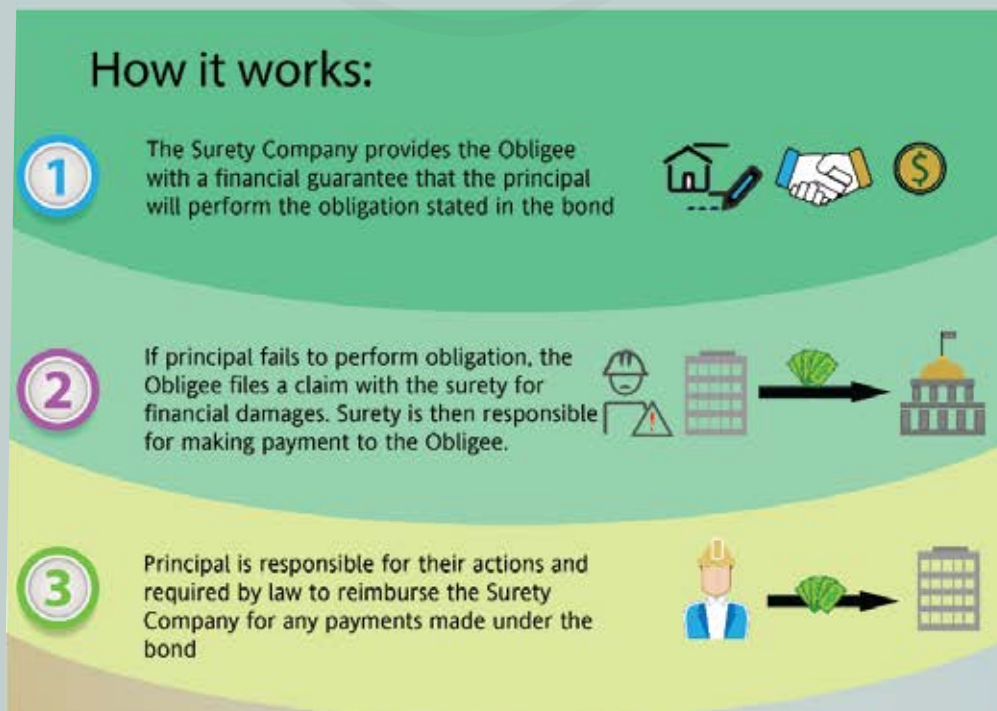 How it works:
1
The Surety Company provides the Obligee
with a financial guarantee that the principal
will perform the obligation stated in the bond
$
2
If principal fails to perform obligation, the
Obligee files a claim with the surety for
financial damages. Surety is then responsible
for making payment to the Obligee.
3
Principal is responsible for their actions and
required by law to reimburse the Surety
Company for any payments made under the
bond